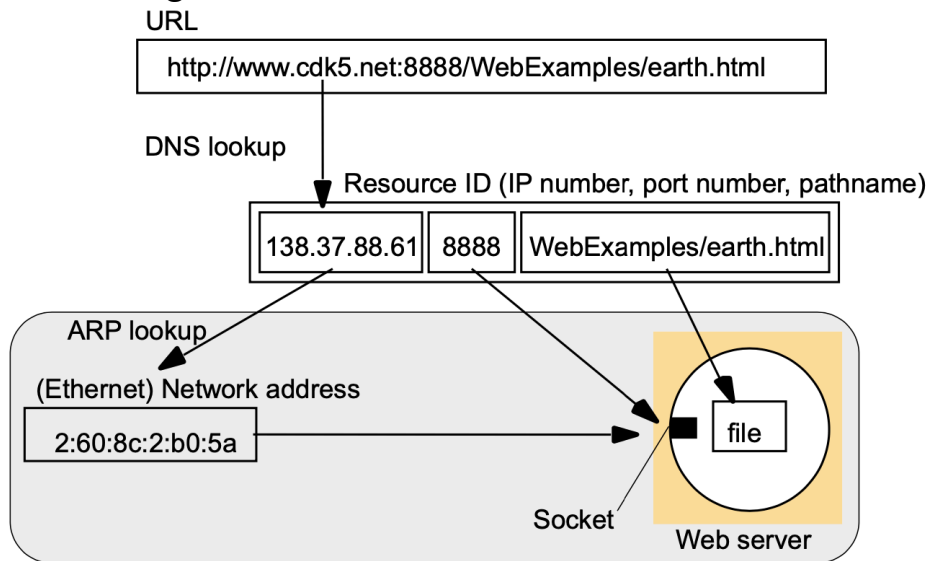 URL
http://www.cdk5.net:8888/WebExamples/earth.html
DNS lookup
Resource ID (IP number, port number, pathname)
138.37.88.61 8888 WebExamples/earth.html
ARP lookup
(Ethernet) Network address
2:60:8c:2:b0:5a
file
Socket
Web server